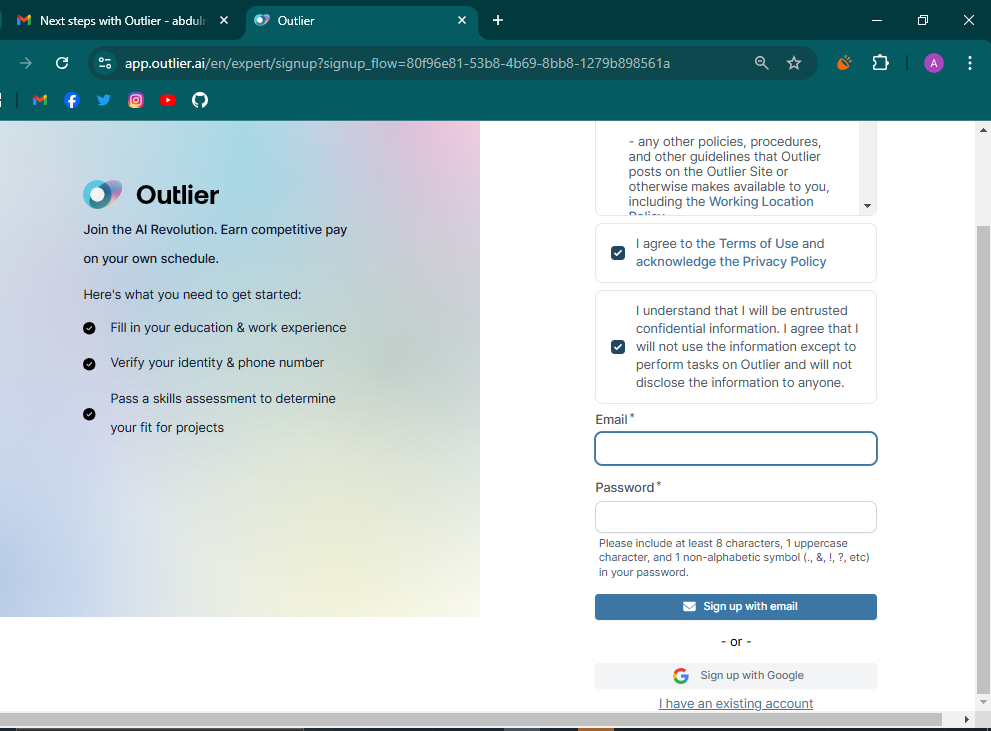 Next steps with Outlier - abduln
Outlier
app.outlier.ai/en/expert/signup?signup_flow=80f96e81-53b8-4b69-8bb8-1279b898561a
A
Outlier
Join the AI Revolution. Earn competitive pay
on your own schedule.
Here's what you need to get started:
Fill in your education & work experience
Verify your identity & phone number
Pass a skills assessment to determine
your fit for projects
- any other policies, procedures,
and other guidelines that Outlier
posts on the Outlier Site or
otherwise makes available to you,
including the Working Location
Policy
I agree to the Terms of Use and
acknowledge the Privacy Policy
I understand that I will be entrusted
confidential information. I agree that I
will not use the information except to
perform tasks on Outlier and will not
disclose the information to anyone.
Email*
Password*
Please include at least 8 characters, 1 uppercase
character, and 1 non-alphabetic symbol (., &, !, ?, etc)
in your password.
Sign up with email
- or -
Sign up with Google
I have an existing account